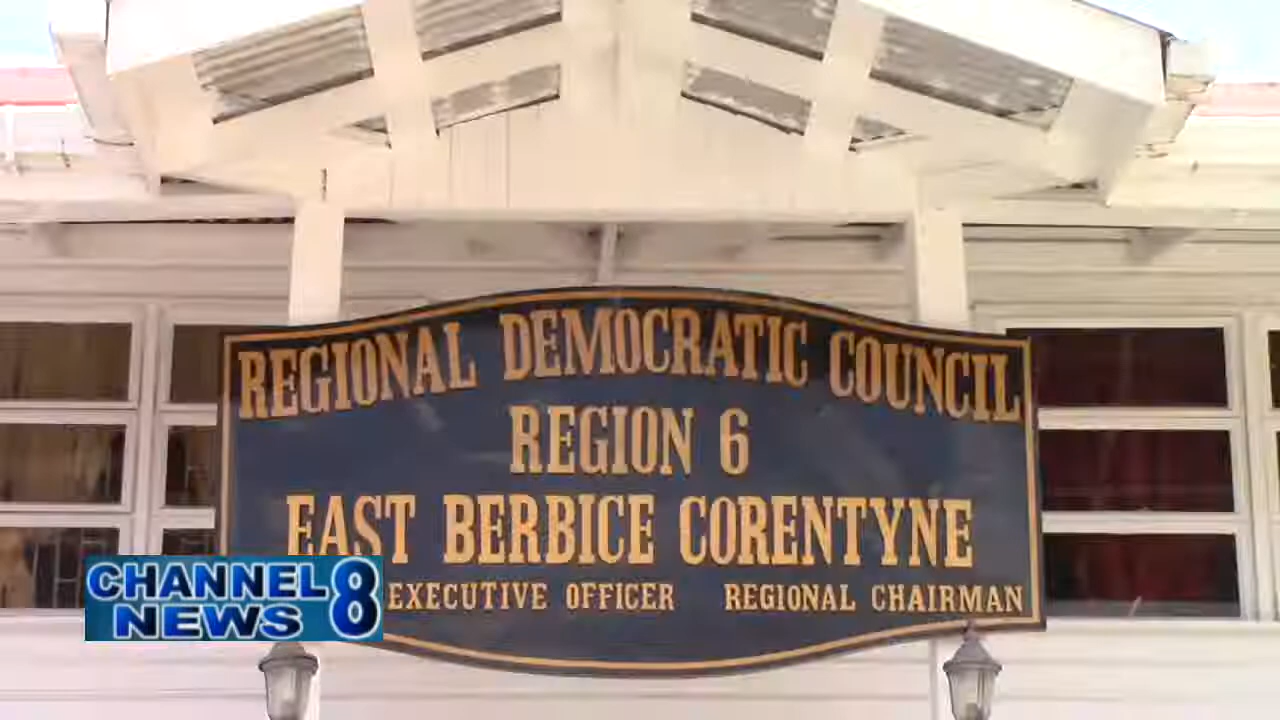 REGIONAL DEMOCRATIC COUNCIL
REGION 6
EAST BERBICE CORENTYNE
EXECUTIVE OFFICER REGIONAL CHAIRMAN
CHANNEL 8
NEWS